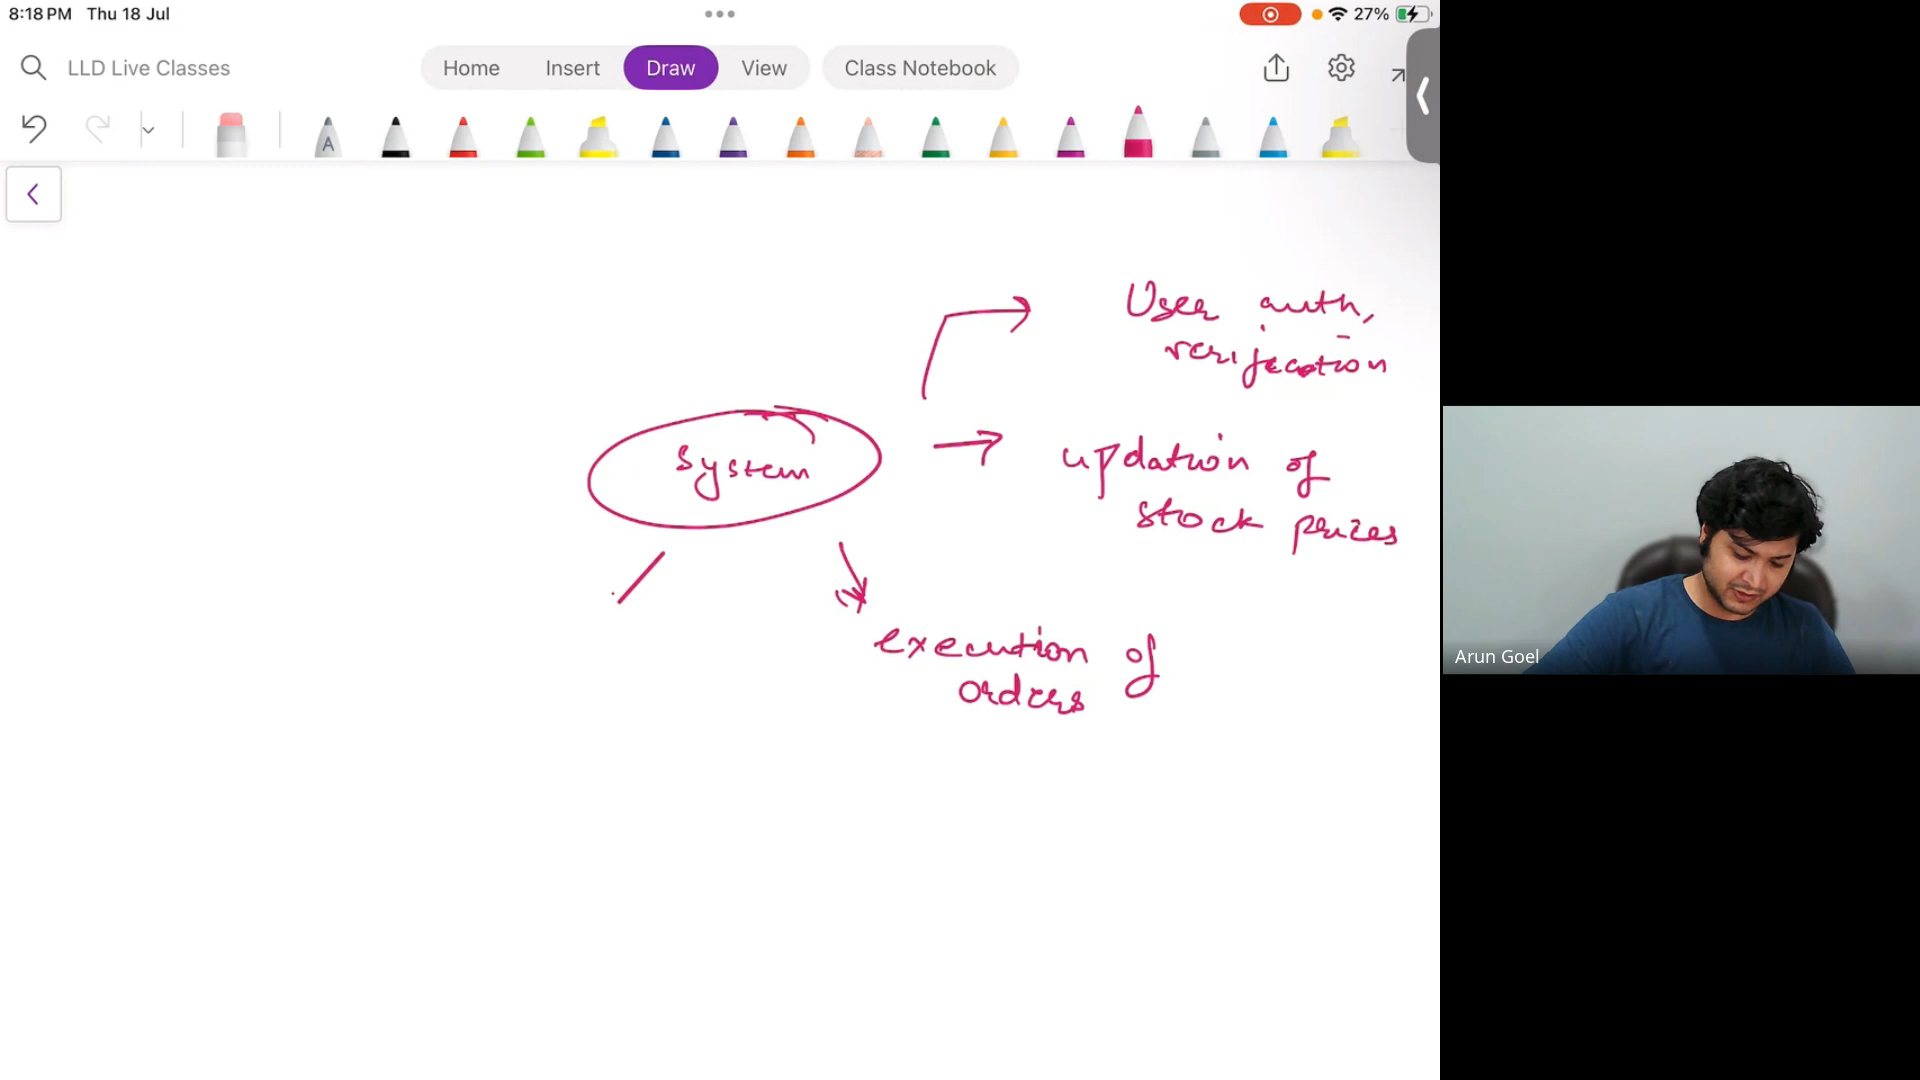 8:18 PM Thu 18 Jul
27%
LLD Live Classes
Home Insert Draw View Class Notebook
A
User auth,
verification
System
updation of
stock prizes
execution of
orders
Arun Goel